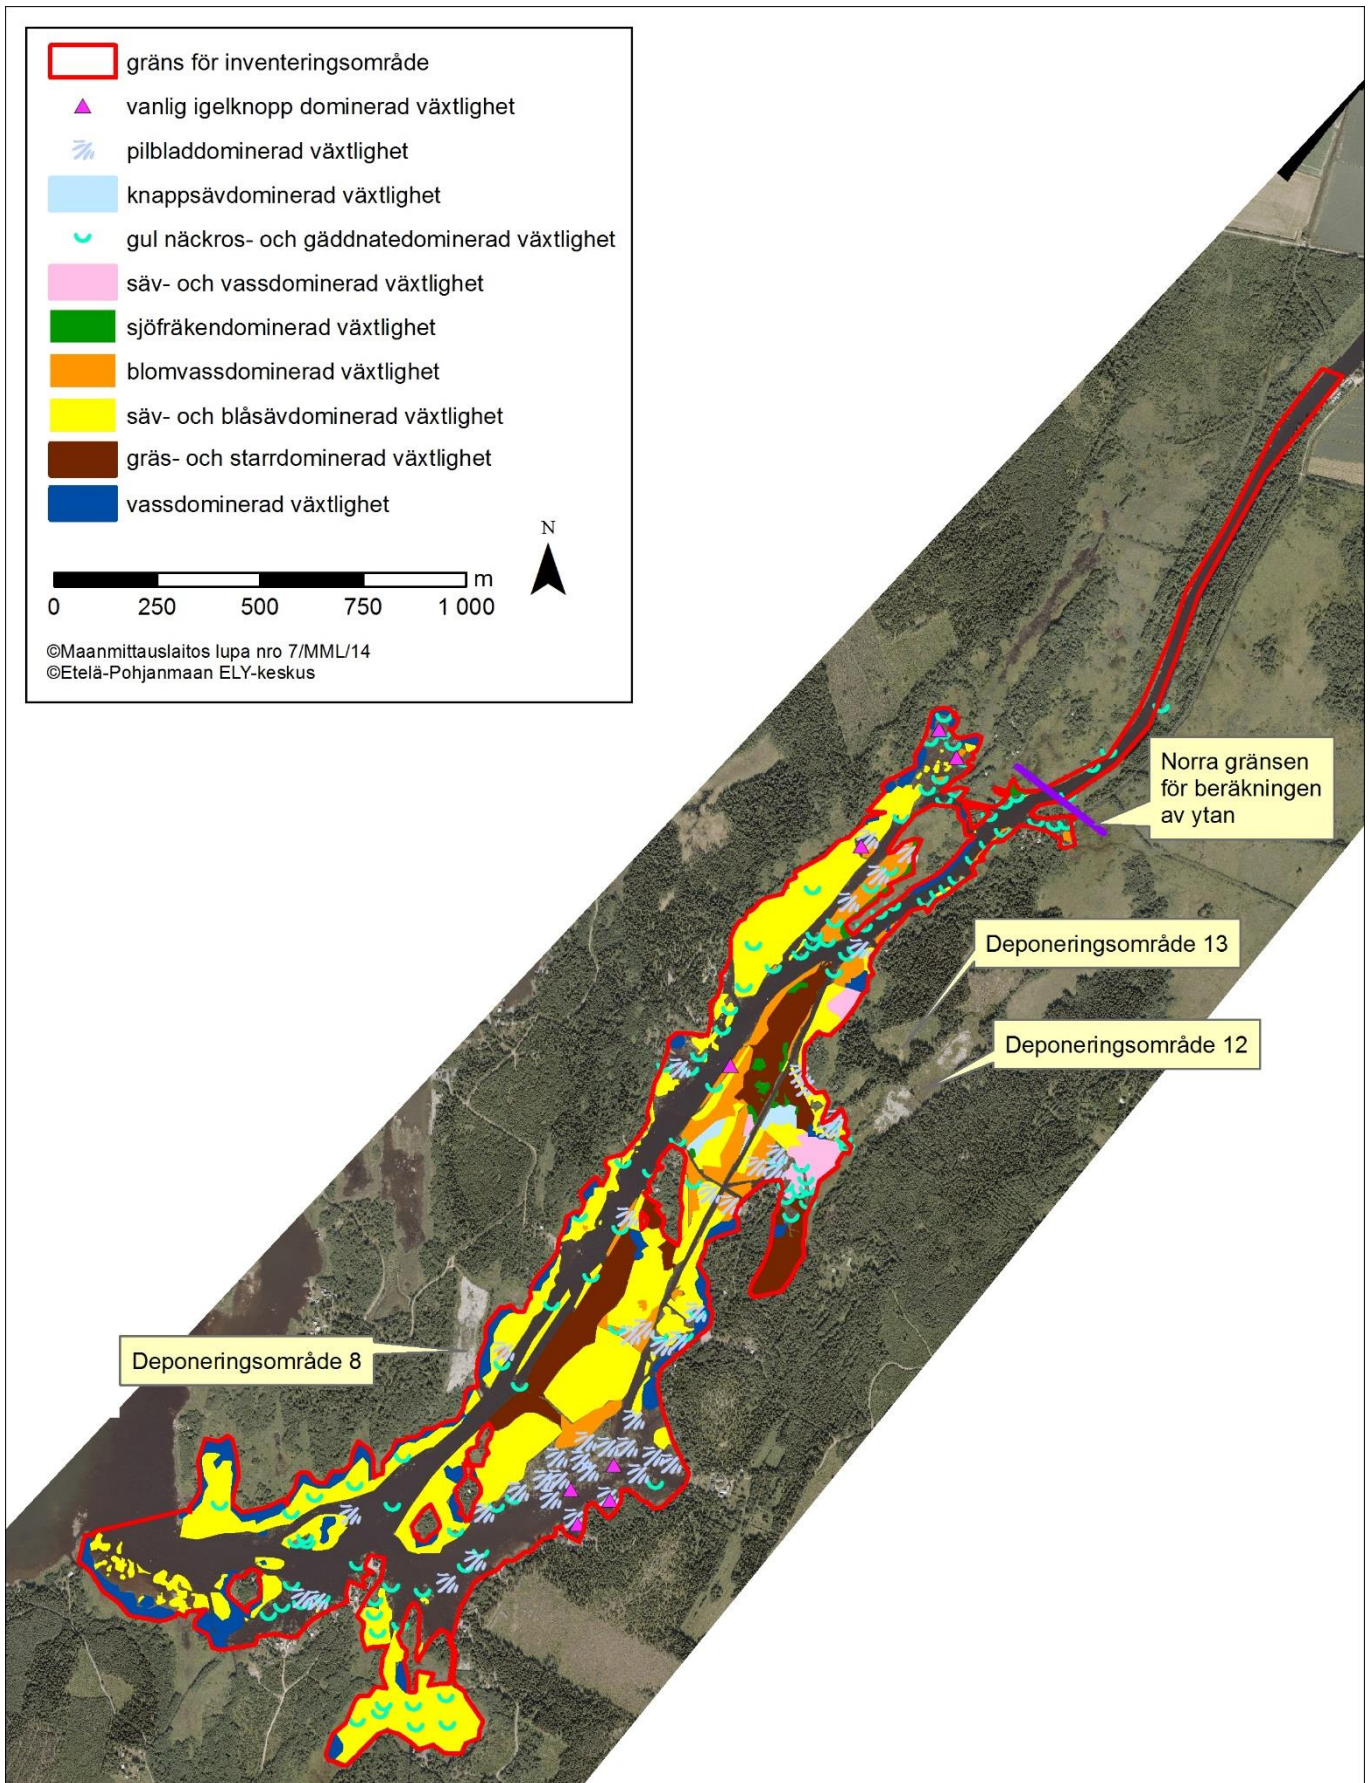 gräns för inventeringsområde
vanlig igelknopp dominerad växtlighet
pilbladdominerad växtlighet
knappsävdominerad växtlighet
gul näckros- och gäddnatedominerad växtlighet
säv- och vassdominerad växtlighet
sjöfräkendominerad växtlighet
blomvassdominerad växtlighet
säv- och blåsävdominerad växtlighet
gräs- och starrdominerad växtlighet
vassdominerad växtlighet
N
m
0 250 500 750 1 000
©Maanmittauslaitos lupa nro 7/MML/14
©Etelä-Pohjanmaan ELY-keskus
Norra gränsen
för beräkningen
av ytan
Deponeringsområde 13
Deponeringsområde 12
Deponeringsområde 8